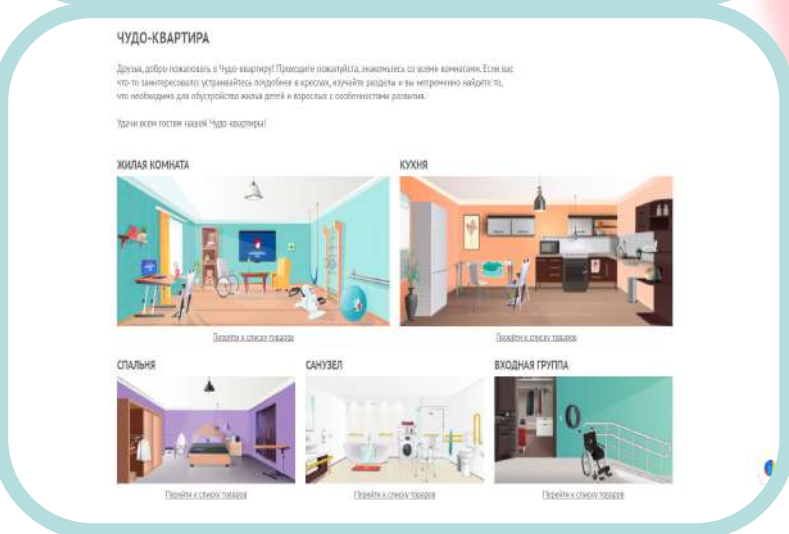 ЧУДО-КВАРТИРА
Друзья, добро пожаловать в Чудо-квартиру! Проходите пожалуйста, знакомьтесь со всеми комнатами. Если вас
что-то заинтересовало: устраивайтесь поудобнее в креслах, изучайте разделы и вы непременно найдете то,
что необходимо для обустройства жилья детей и взрослых с особенностями развития.
Удачи всем гостям нашей Чудо-квартиры!
ЖИЛАЯ КОМНАТА
КУХНЯ
Перейти к списку товаров
Перейти к списку товаров
СПАЛЬНЯ
САНУЗЕЛ
ВХОДНАЯ ГРУППА
Перейти к списку товаров
Перейти к списку товаров
Перейти к списку товаров